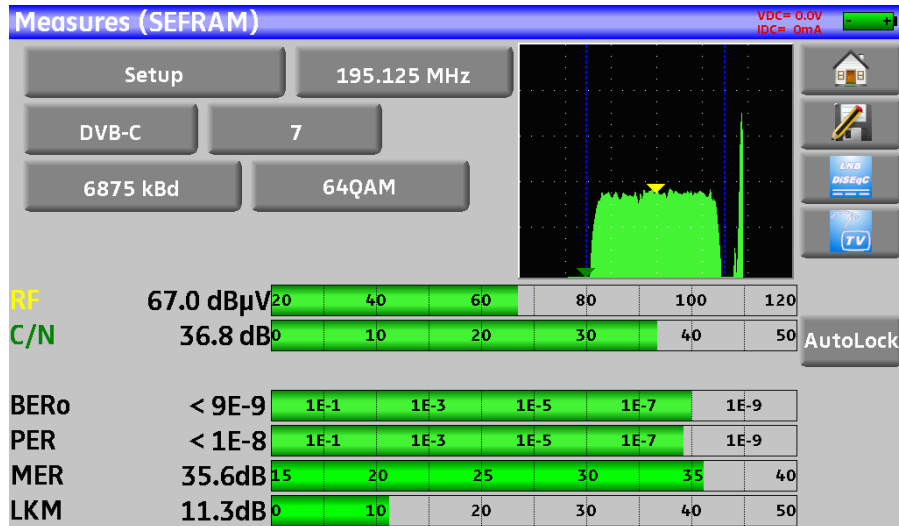 Measures (SEFRAM)
VDC= 0.0V
IDC= 0mA
- +
Setup
195.125 MHz
DVB-C
7
6875 kBd
64QAM
LNB
DiSEqC
TV
RF 67.0 dBµV 20 40 60 80 100 120
C/N 36.8 dB 0 10 20 30 40 50
AutoLock
BERo < 9E-9 1E-1 1E-3 1E-5 1E-7 1E-9
PER < 1E-8 1E-1 1E-3 1E-5 1E-7 1E-9
MER 35.6dB 15 20 25 30 35 40
LKM 11.3dB 0 10 20 30 40 50